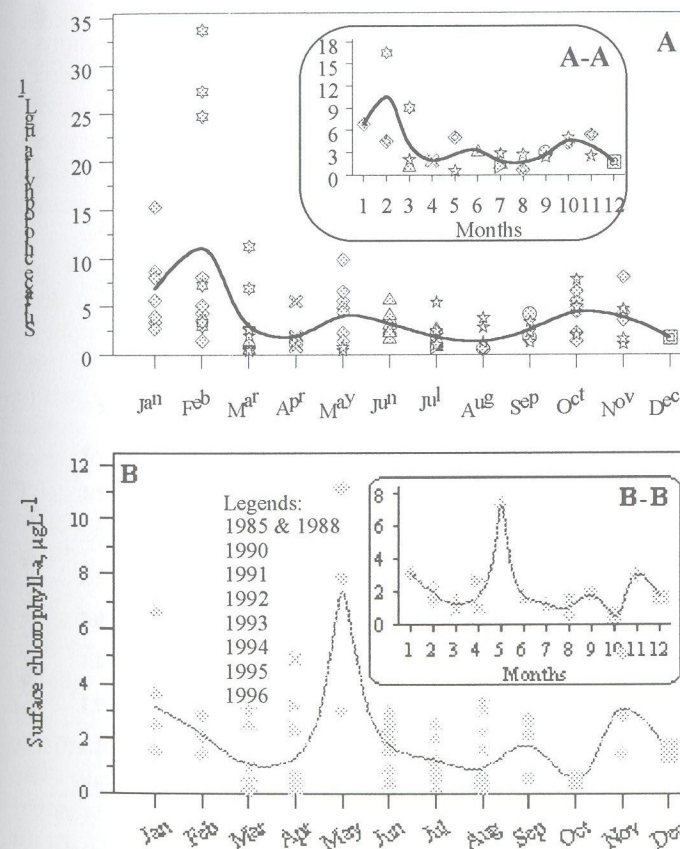 35
30
25
20
15
10
5
0
A
A-A
18
15
12
9
6
3
0
1 2 3 4 5 6 7 8 9 10 11 12
Months
Jan Feb Mar Apr May Jun Jul Aug Sep Oct Nov Dec
Surface chlorophyll-a, µgL-1
12
10
8
6
4
2
0
B
Legends:
1985 & 1988
1990
1991
1992
1993
1994
1995
1996
B-B
8
6
4
2
0
1 2 3 4 5 6 7 8 9 10 11 12
Months
Jan Feb Mar Apr May Jun Jul Aug Sep Oct Nov Dec